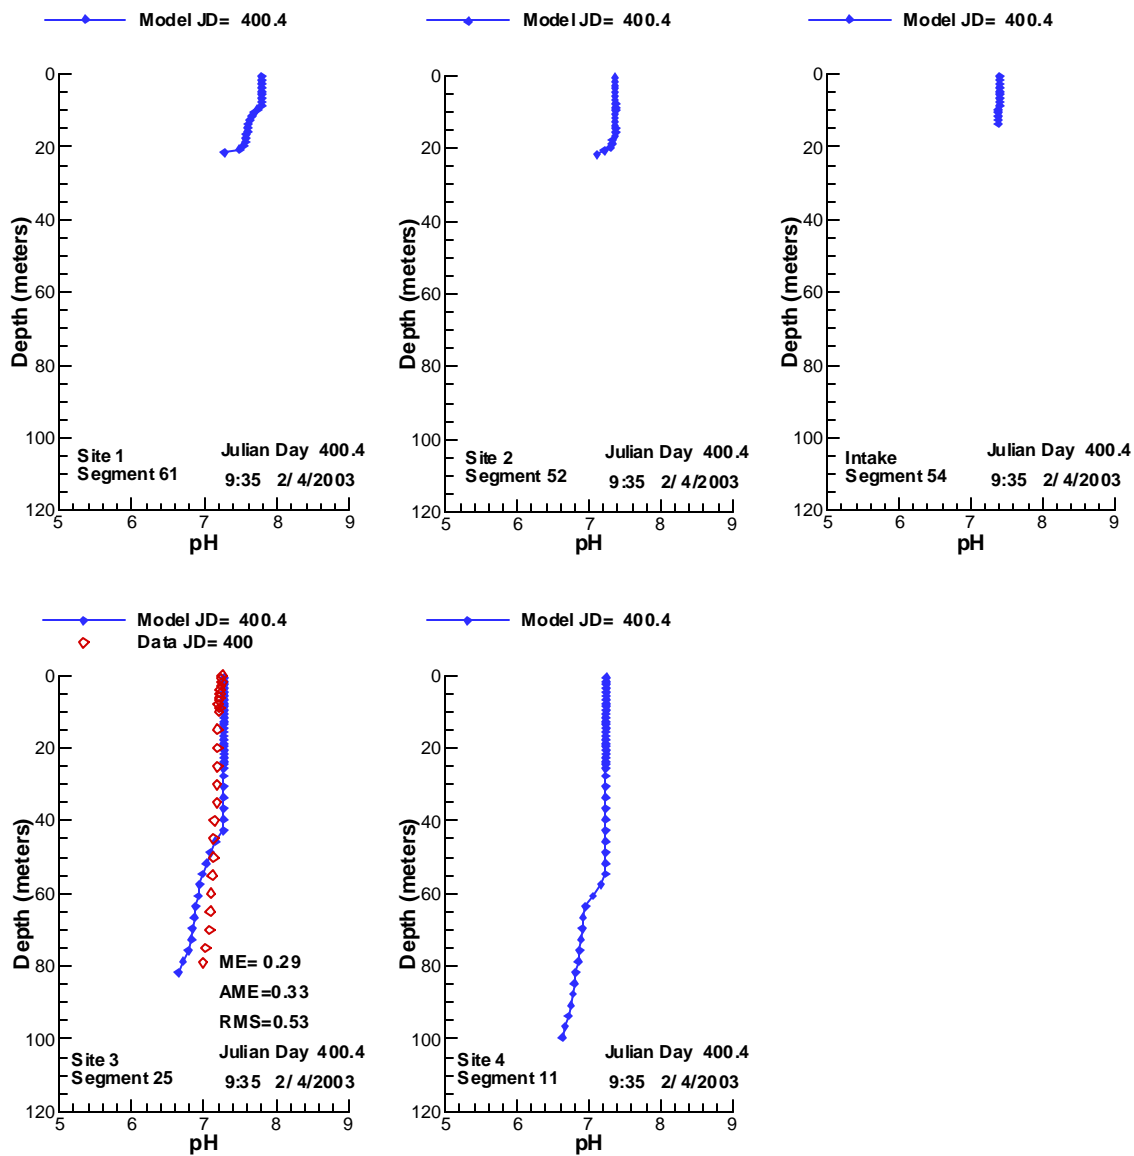 Model JD= 400.4
0
20
40
60
80
100
120
Depth (meters)
Site 1
Segment 61
Julian Day 400.4
9:35 2/ 4/2003
5 6 7 8 9
pH
Model JD= 400.4
0
20
40
60
80
100
120
Depth (meters)
Site 2
Segment 52
Julian Day 400.4
9:35 2/ 4/2003
5 6 7 8 9
pH
Model JD= 400.4
0
20
40
60
80
100
120
Depth (meters)
Intake
Segment 54
Julian Day 400.4
9:35 2/ 4/2003
5 6 7 8 9
pH
Model JD= 400.4
Data JD= 400
0
20
40
60
80
100
120
Depth (meters)
ME= 0.29
AME=0.33
RMS=0.53
Site 3
Segment 25
Julian Day 400.4
9:35 2/ 4/2003
5 6 7 8 9
pH
Model JD= 400.4
0
20
40
60
80
100
120
Depth (meters)
Site 4
Segment 11
Julian Day 400.4
9:35 2/ 4/2003
5 6 7 8 9
pH